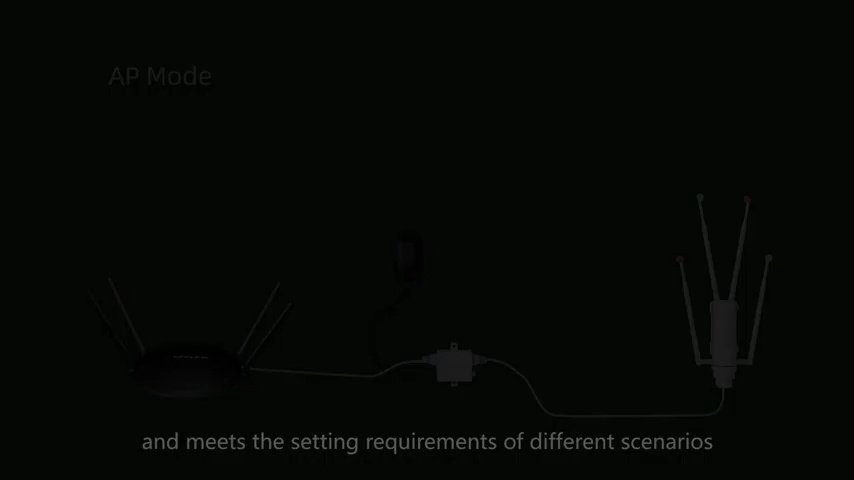 AP Mode
and meets the setting requirements of different scenarios